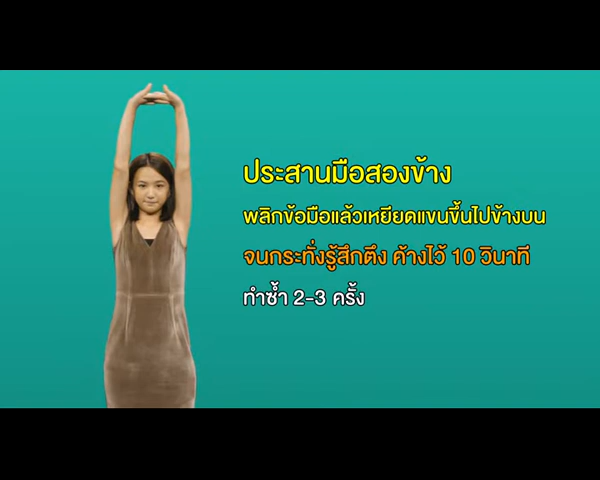 ประสานมือสองข้าง
พลิกข้อมือแล้วเหยียดแขนขึ้นไปข้างบน
จนกระทั่งรู้สึกตึง ค้างไว้ 10 วินาที
ทำซ้ำ 2-3 ครั้ง